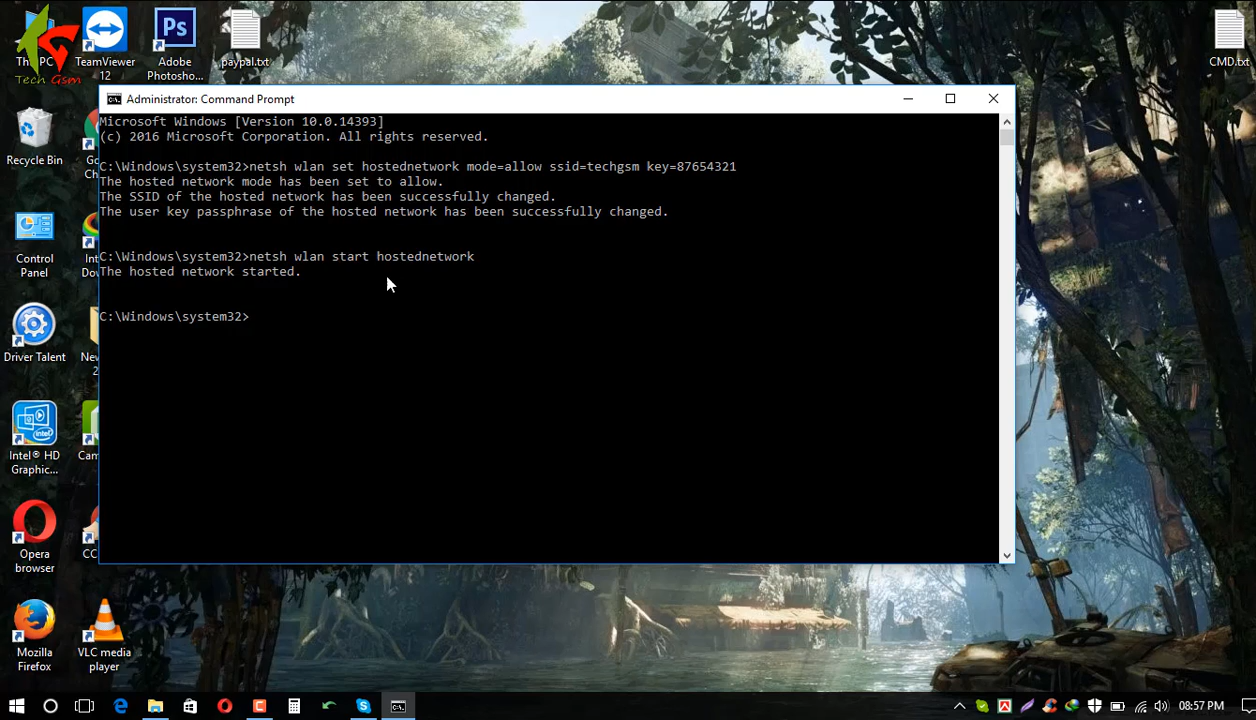 This PC
TeamViewer 12
Adobe Photosho...
paypal.txt
CMD.txt
Tech Gsm
Ps
Recycle Bin
Control Panel
Driver Talent
Intel® HD Graphic...
Opera browser
Mozilla Firefox
VLC media player
Administrator: Command Prompt
Microsoft Windows [Version 10.0.14393]
(c) 2016 Microsoft Corporation. All rights reserved.
C:\Windows\system32>netsh wlan set hostednetwork mode=allow ssid=techgsm key=87654321
The hosted network mode has been set to allow.
The SSID of the hosted network has been successfully changed.
The user key passphrase of the hosted network has been successfully changed.
C:\Windows\system32>netsh wlan start hostednetwork
The hosted network started.
C:\Windows\system32>
08:57 PM